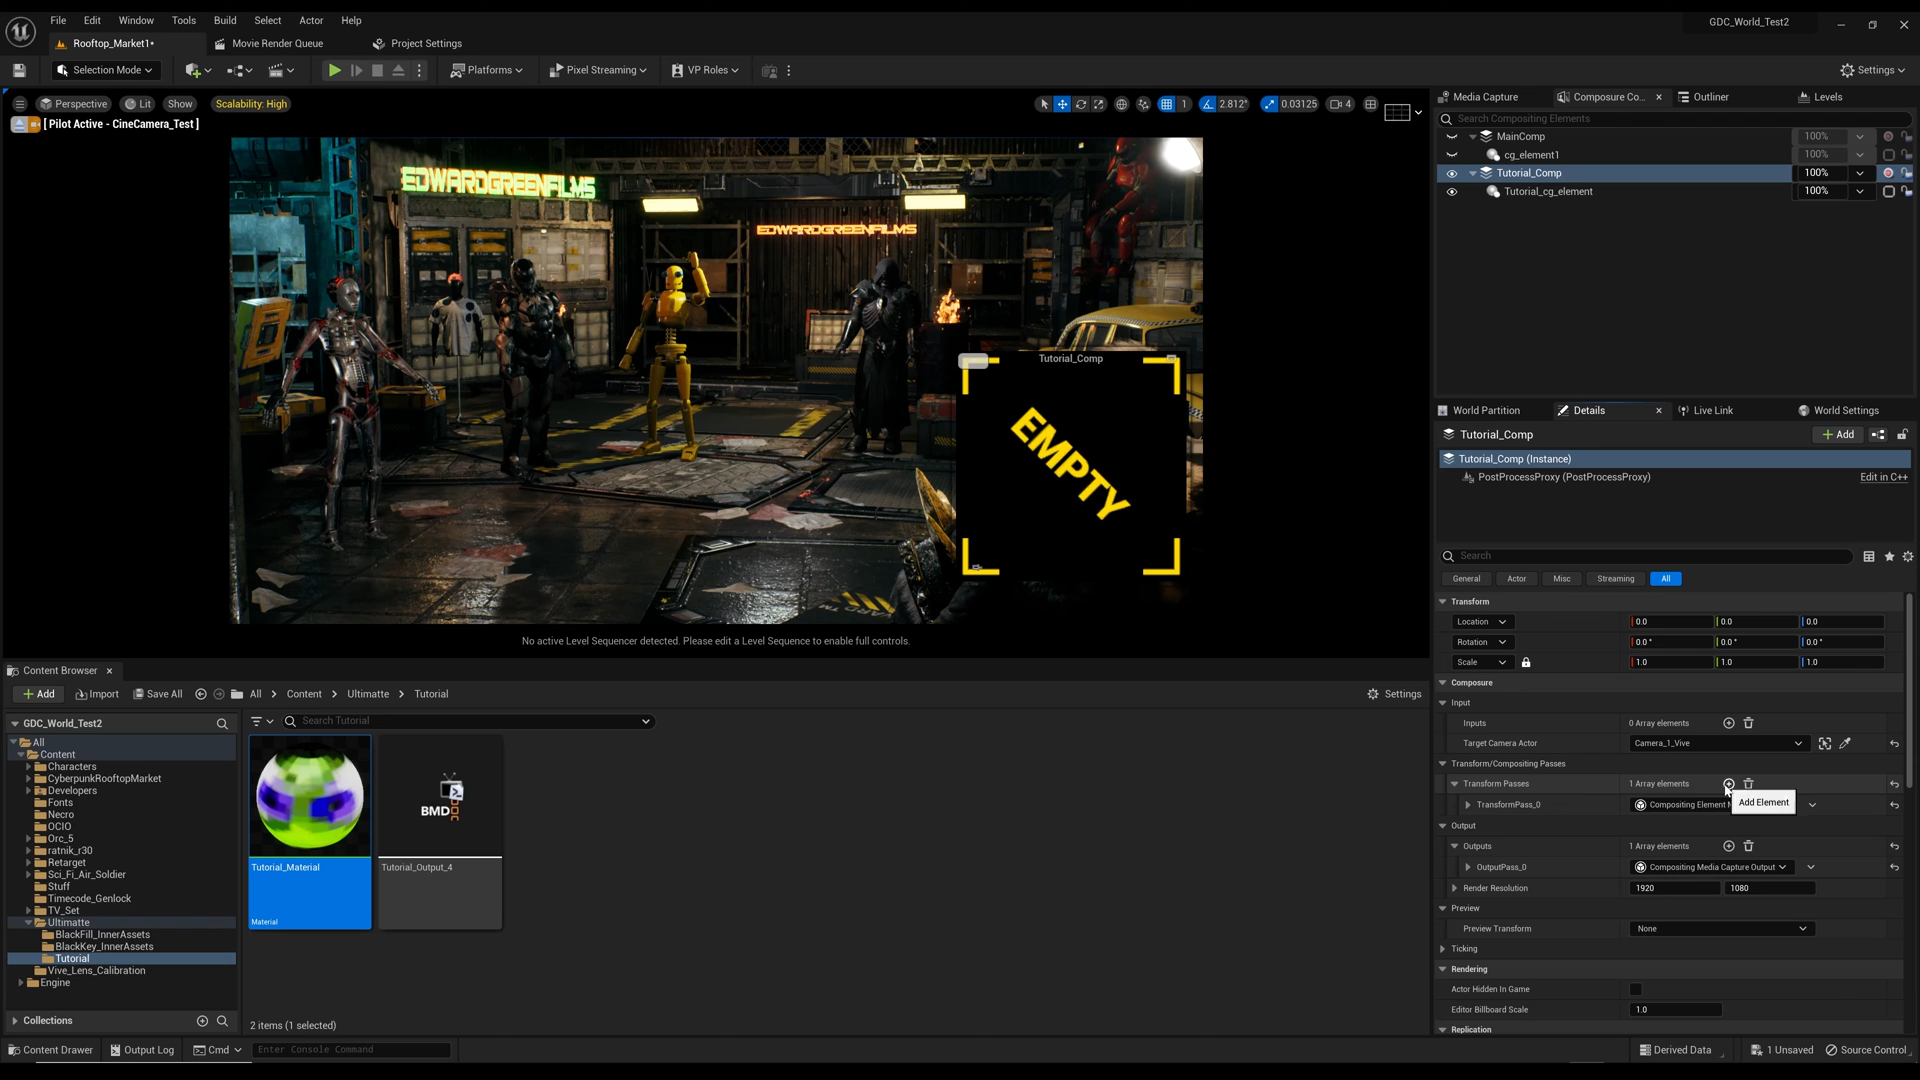 File Edit Window Tools Build Select Actor Help
GDC_World_Test2
Rooftop_Market1*
Movie Render Queue
Project Settings
Selection Mode
Platforms
Pixel Streaming
VP Roles
Settings
Perspective
Lit
Show
Scalability: High
1
2.812°
0.03125
4
[ Pilot Active - CineCamera_Test ]
EDWARDGREENFILMS
EDWARDGREENFILMS
Tutorial_Comp
EMPTY
No active Level Sequencer detected. Please edit a Level Sequence to enable full controls.
Media Capture
Composure Co...
Outliner
Levels
Search Compositing Elements
MainComp 100%
cg_element1 100%
Tutorial_Comp 100%
Tutorial_cg_element 100%
World Partition
Details
Live Link
World Settings
Tutorial_Comp
Add
Tutorial_Comp (Instance)
PostProcessProxy (PostProcessProxy)
Edit in C++
Search
General Actor Misc Streaming All
Transform
Location 0.0 0.0 0.0
Rotation 0.0 ° 0.0 ° 0.0 °
Scale 1.0 1.0 1.0
Composure
Input
Inputs 0 Array elements
Target Camera Actor Camera_1_Vive
Transform/Compositing Passes
Transform Passes 1 Array elements
TransformPass_0 Compositing Element
Add Element
Output
Outputs 1 Array elements
OutputPass_0 Compositing Media Capture Output
Render Resolution 1920 1080
Preview
Preview Transform None
Ticking
Rendering
Actor Hidden In Game
Editor Billboard Scale 1.0
Replication
Content Browser
Add
Import
Save All
All > Content > Ultimatte > Tutorial
Settings
GDC_World_Test2
Search Tutorial
All
Content
Characters
CyberpunkRooftopMarket
Developers
Fonts
Necro
OCIO
Orc_5
ratnik_r30
Retarget
Sci_Fi_Air_Soldier
Stuff
Timecode_Genlock
TV_Set
Ultimatte
BlackFill_InnerAssets
BlackKey_InnerAssets
Tutorial
Vive_Lens_Calibration
Engine
Collections
BMD
Tutorial_Material
Material
Tutorial_Output_4
2 items (1 selected)
Content Drawer
Output Log
Cmd
Enter Console Command
Derived Data
1 Unsaved
Source Control